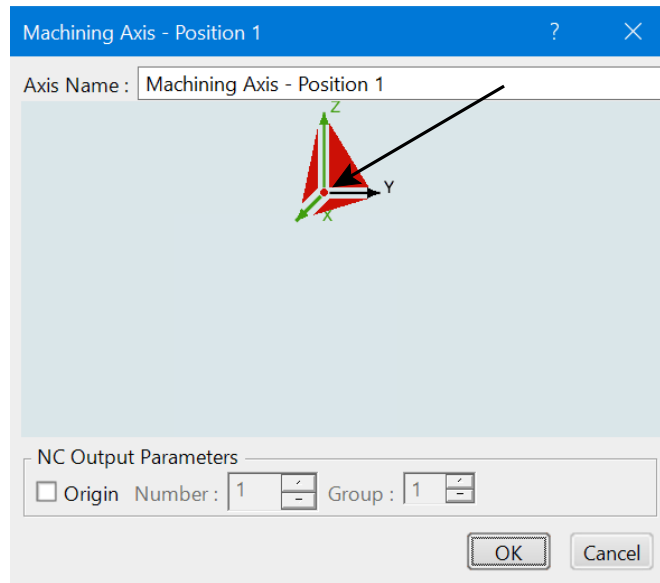 Machining Axis - Position 1 ?
Axis Name : Machining Axis - Position 1
Z
Y
X
NC Output Parameters
Origin Number : 1 Group : 1
OK Cancel